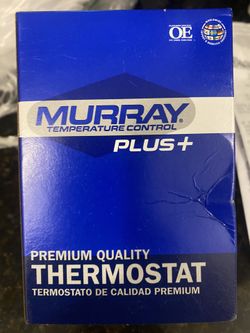 OE
MURRAY
TEMPERATURE CONTROL
PLUS+
PREMIUM QUALITY
THERMOSTAT
TERMOSTATO DE CALIDAD PREMIUM